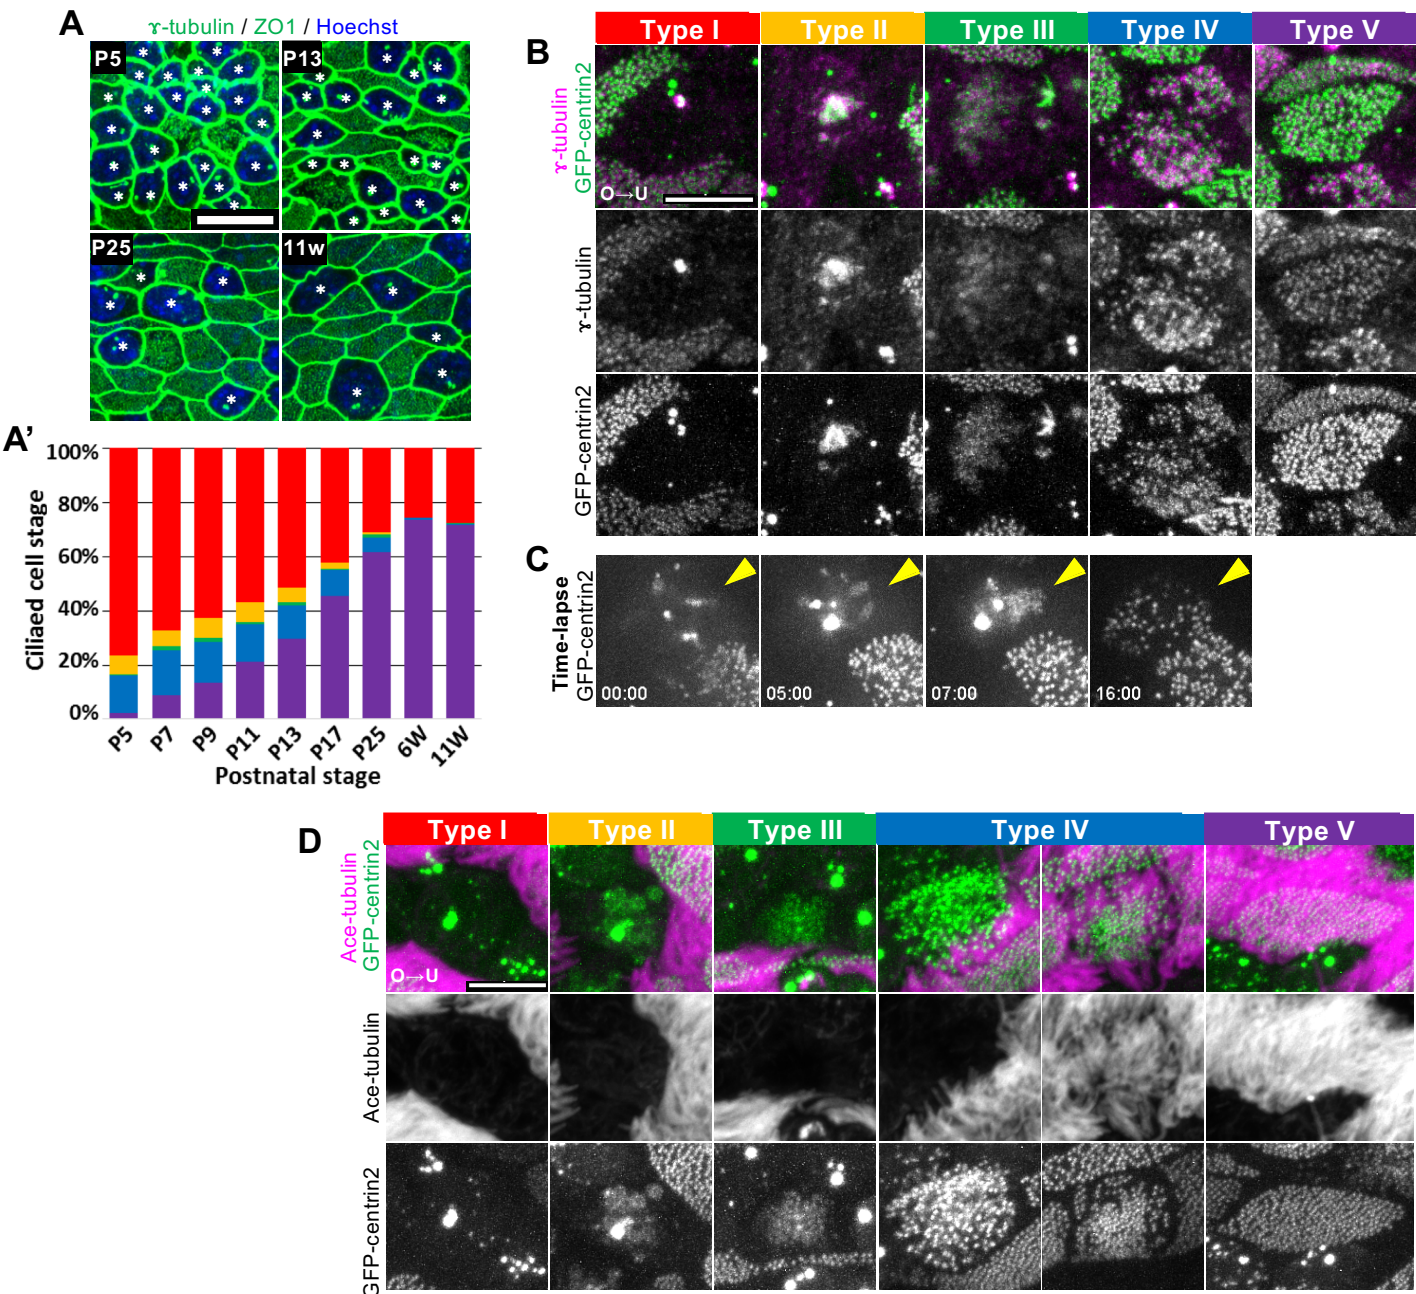 A
ɤ-tubulin / ZO1 / Hoechst
P5
P13
P25
11w
A’
Ciliaed cell stage
100%
80%
60%
40%
20%
0%
P5
P7
P9
P11
P13
P17
P25
6W
11W
Postnatal stage
B
Type I
Type II
Type III
Type IV
Type V
ɤ-tubulin
GFP-centrin2
O→U
ɤ-tubulin
GFP-centrin2
C
Time-lapse
GFP-centrin2
00:00
05:00
07:00
16:00
D
Type I
Type II
Type III
Type IV
Type V
Ace-tubulin
GFP-centrin2
O→U
Ace-tubulin
GFP-centrin2